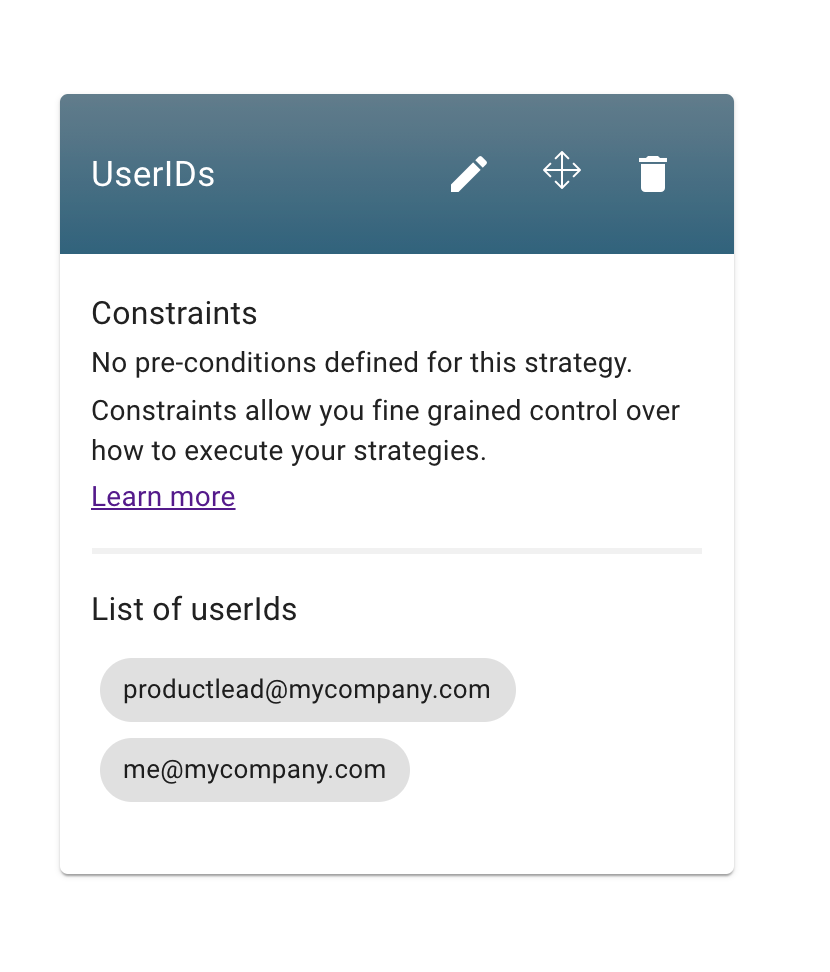 UserIDs
Constraints
No pre-conditions defined for this strategy.
Constraints allow you fine grained control over
how to execute your strategies.
Learn more
List of userIds
productlead@mycompany.com
me@mycompany.com